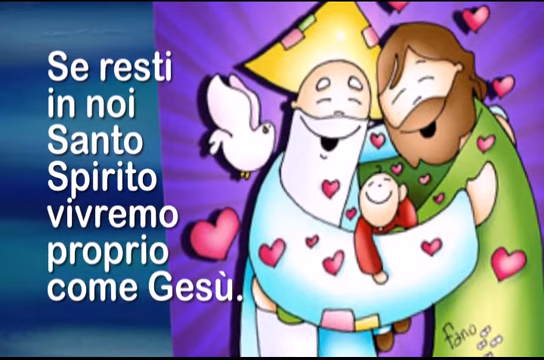 Se resti
in noi
Santo
Spirito
vivremo
proprio
come Gesù.
fano